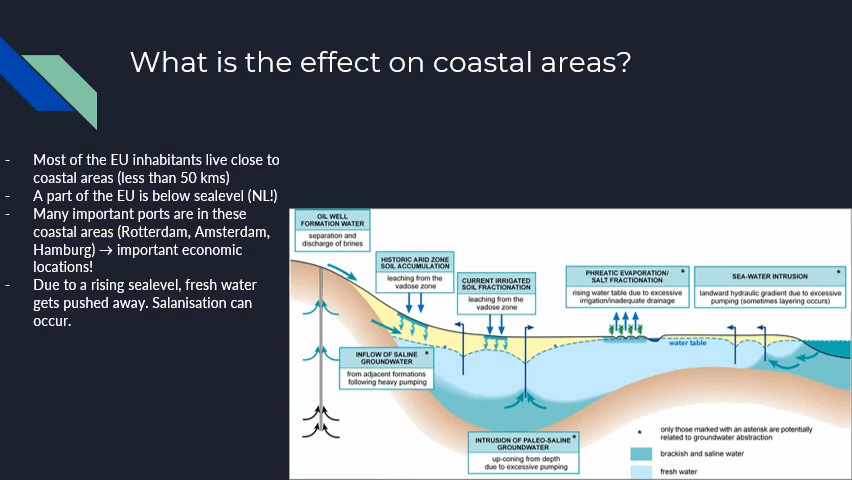 What is the effect on coastal areas?
- Most of the EU inhabitants live close to
coastal areas (less than 50 kms)
- A part of the EU is below sealevel (NL!)
- Many important ports are in these
coastal areas (Rotterdam, Amsterdam,
Hamburg) → important economic
locations!
- Due to a rising sealevel, fresh water
gets pushed away. Salanisation can
occur.
OIL WELL
FORMATION WATER
separation and
discharge of brines
HISTORIC ARID ZONE
SOIL ACCUMULATION
leaching from the
vadose zone
CURRENT IRRIGATED
SOIL FRACTIONATION
leaching from the
vadose zone
PHREATIC EVAPORATION/ *
SALT FRACTIONATION
rising water table due to excessive
irrigation/inadequate drainage
SEA-WATER INTRUSION *
landward hydraulic gradient due to excessive
pumping (sometimes layering occurs)
water table
INFLOW OF SALINE *
GROUNDWATER
from adjacent formations
following heavy pumping
INTRUSION OF PALEO-SALINE *
GROUNDWATER
up-coning from depth
due to excessive pumping
* only those marked with an asterisk are potentially
related to groundwater abstraction
brackish and saline water
fresh water